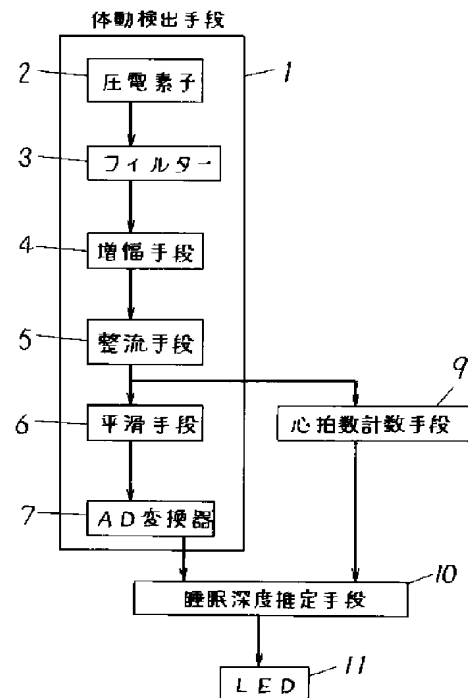 体動検出手段
1
2
圧電素子
3
フィルター
4
増幅手段
5
整流手段
9
6
平滑手段
心拍数計数手段
7
AD変換器
10
睡眠深度推定手段
11
LED